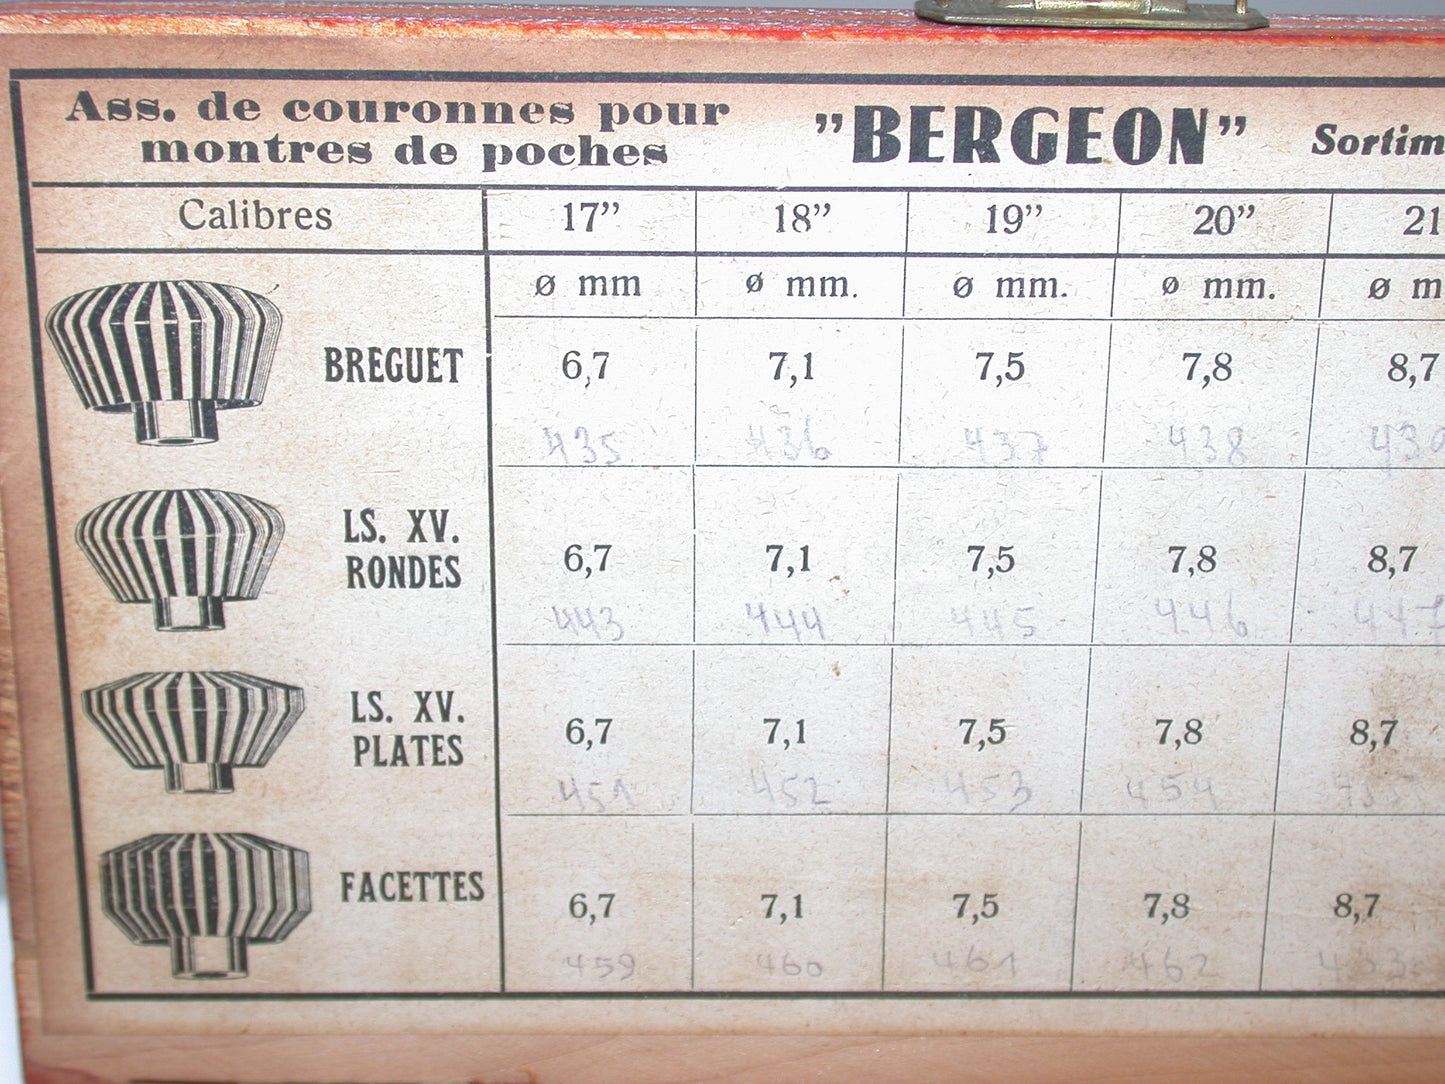 Ass. de couronnes pour
montres de poches
"BERGEON"
Sortim
Calibres 17" 18" 19" 20" 21
ø mm ø mm. ø mm. ø mm. ø m
BREGUET 6,7 7,1 7,5 7,8 8,7
435 436 437 438 439
LS. XV.
RONDES 6,7 7,1 7,5 7,8 8,7
443 444 445 446 447
LS. XV.
PLATES 6,7 7,1 7,5 7,8 8,7
451 452 453 454
FACETTES 6,7 7,1 7,5 7,8 8,7
459 460 461 462